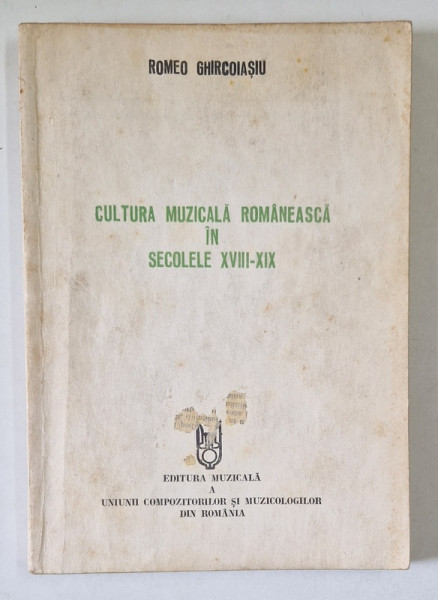 ROMEO GHIRCOIAȘIU
CULTURA MUZICALĂ ROMÂNEASCĂ
ÎN
SECOLELE XVIII-XIX
EDITURA MUZICALĂ
A
UNIUNII COMPOZITORILOR ȘI MUZICOLOGILOR
DIN ROMÂNIA